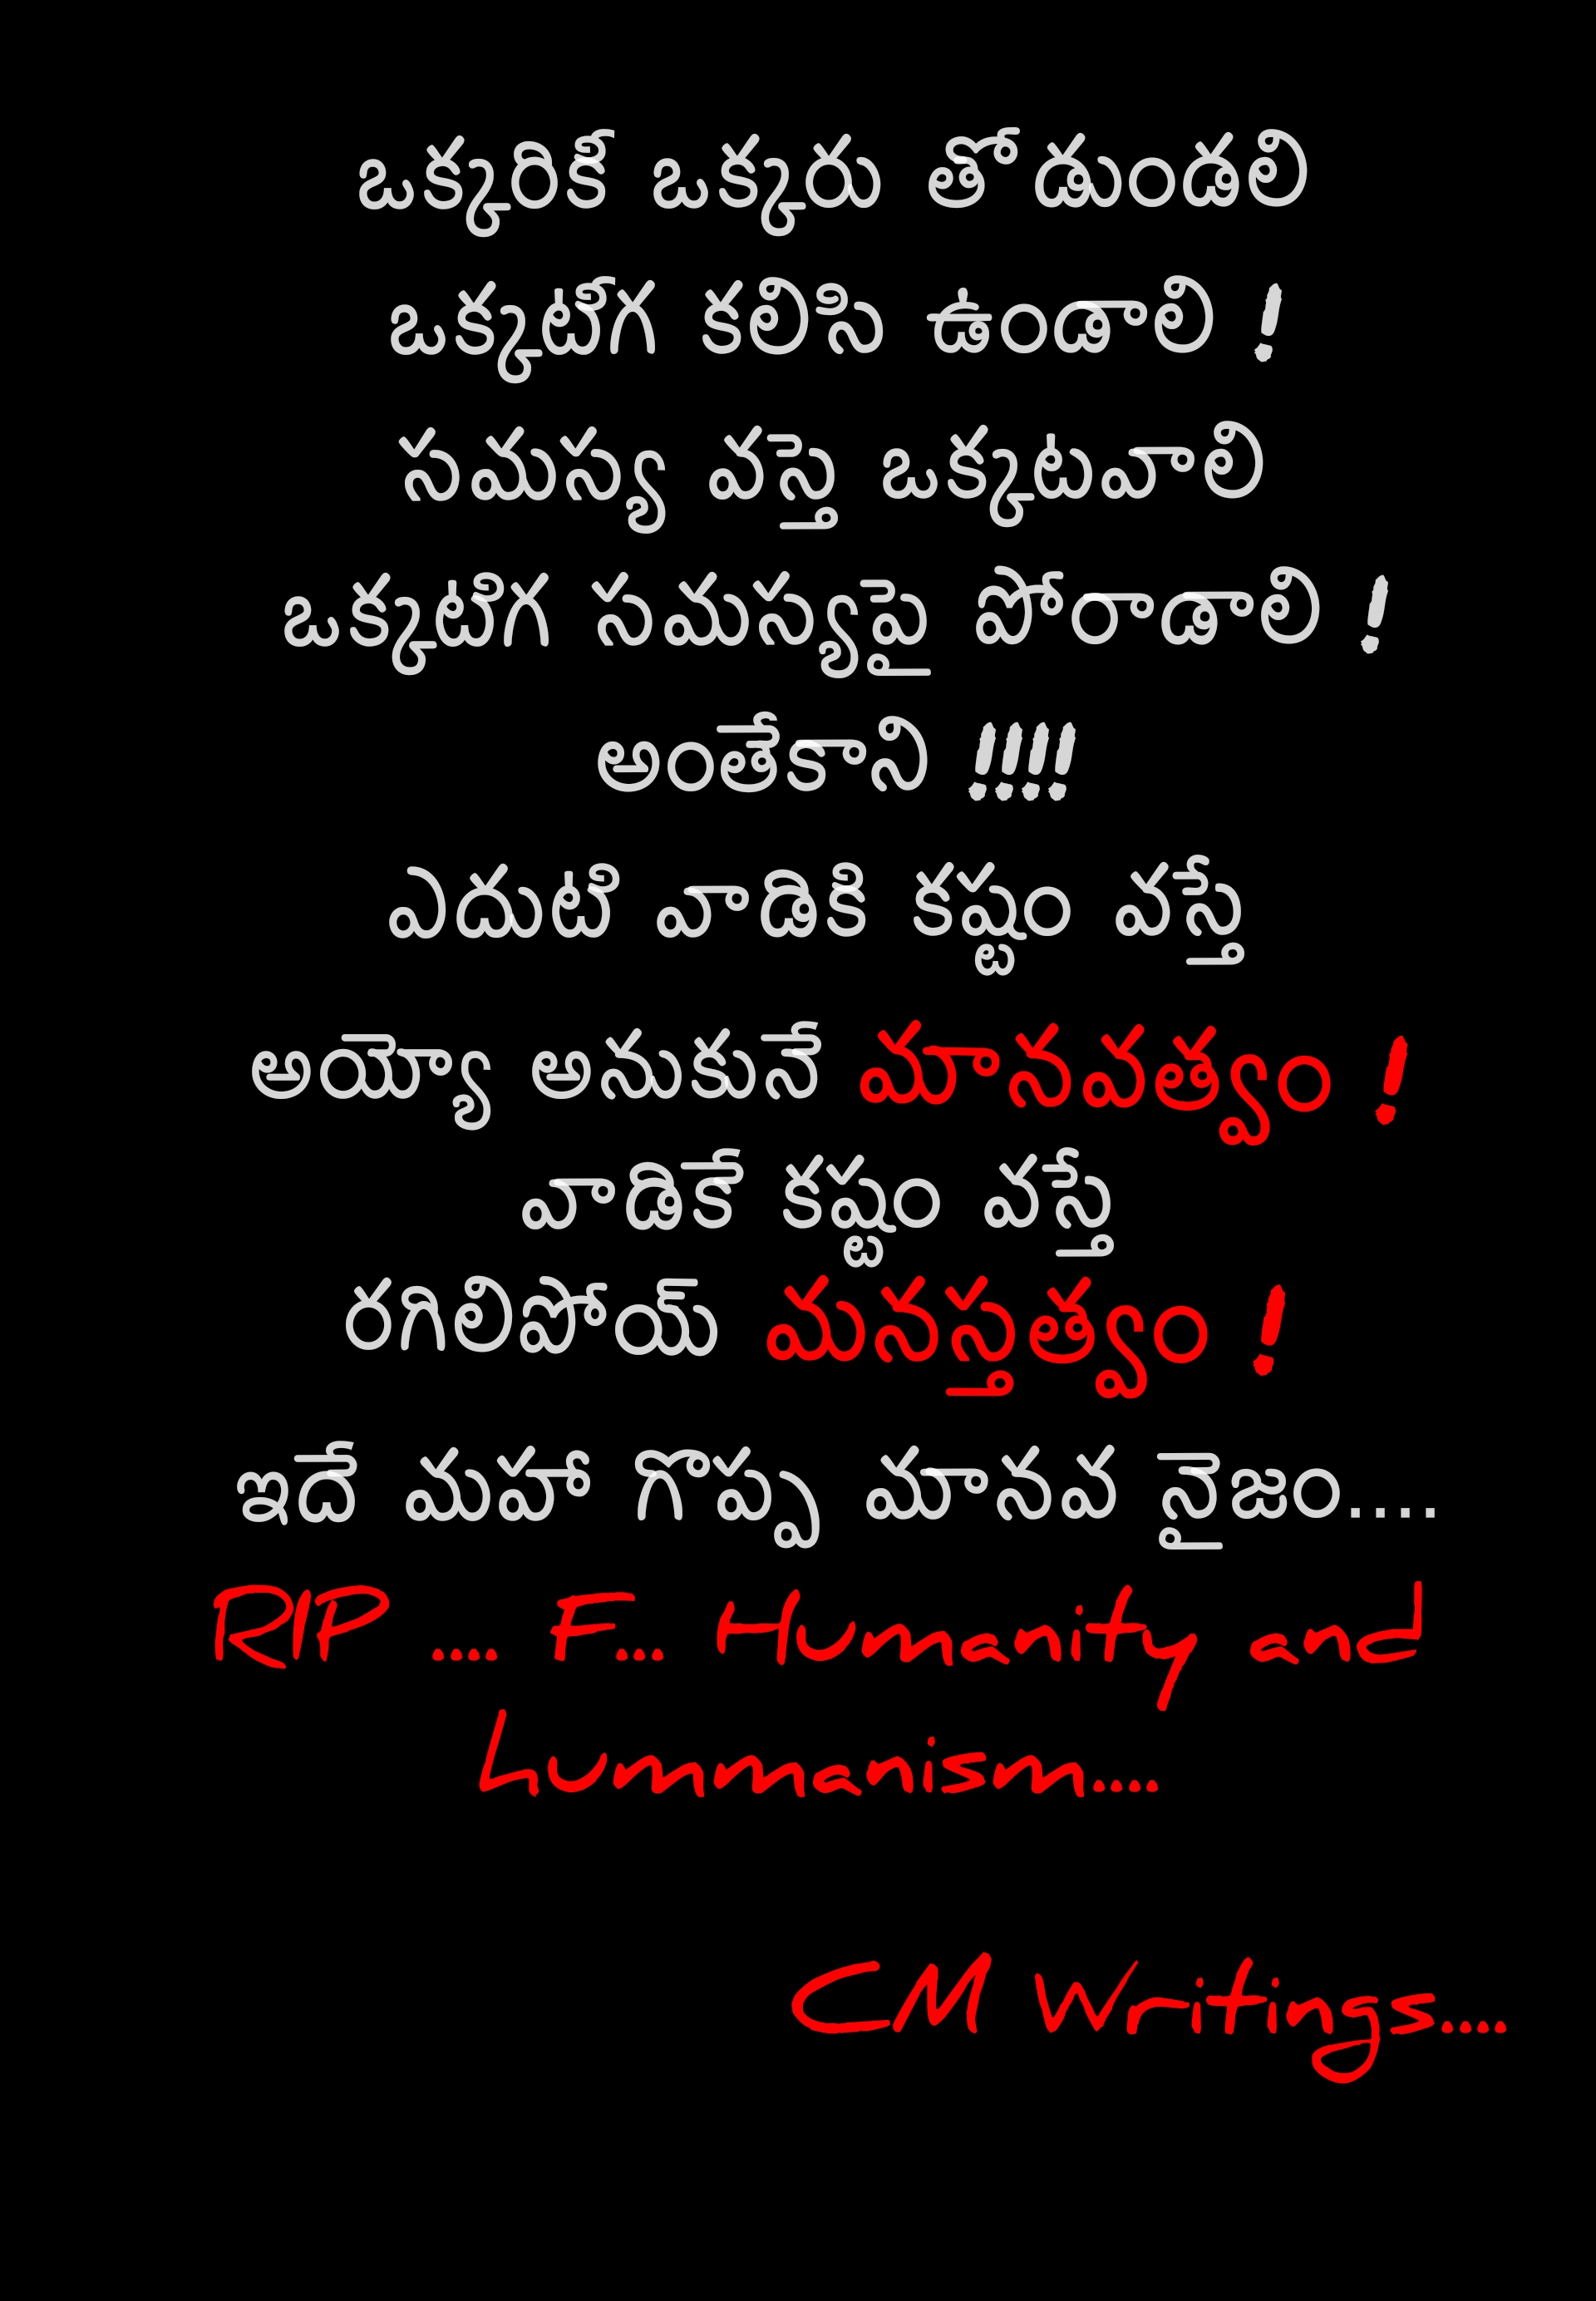 ఒక్కరికీ ఒక్కరు తోడుండలి
ఒక్కటీగ కలిసి ఉండాలి !
సమస్య వస్తె ఒక్కటవాలి
ఒక్కటిగ సమస్యపై పోరాడాలి !
అంతేకాని !!!!
ఎదుటి వాడికి కష్టం వస్తే
అయ్యో అనుకునే మానవత్వం !
వాడికే కష్టం వస్తే
రగిలిపోయ్ మనస్తత్వం !
ఇదే మహా గొప్ప మానవ నైజం....
RIP .... F... Humanity and
Lummanism....
CM Writings....